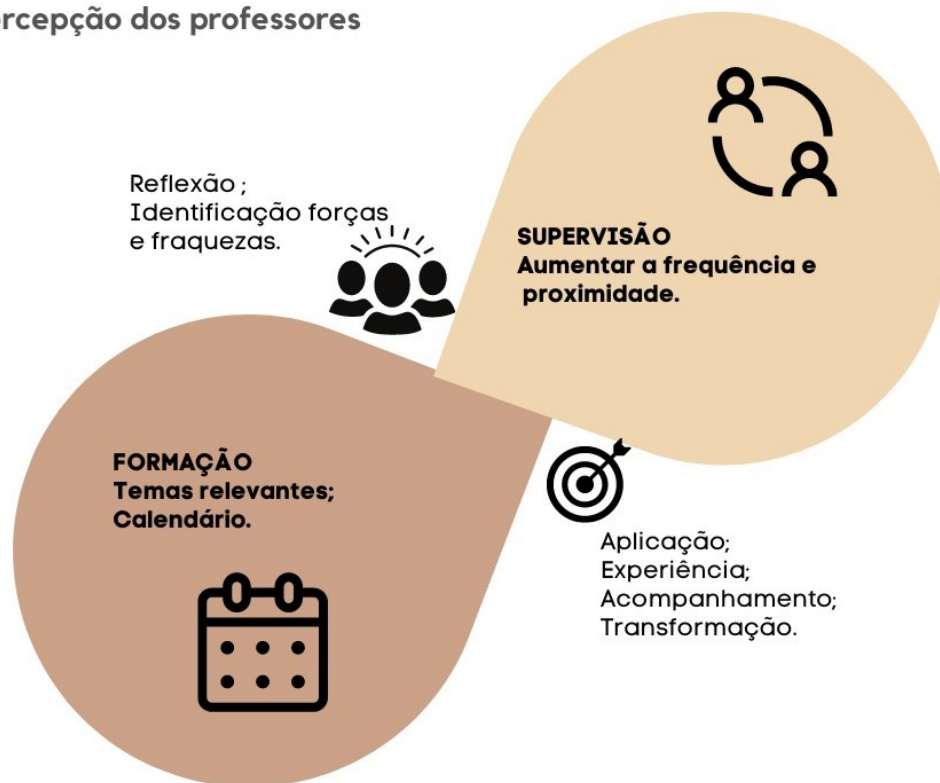 rcepção dos professores
Reflexão ;
Identificação forças
e fraquezas.
SUPERVISÃO
Aumentar a frequência e
proximidade.
FORMAÇÃO
Temas relevantes;
Calendário.
Aplicação;
Experiência;
Acompanhamento;
Transformação.